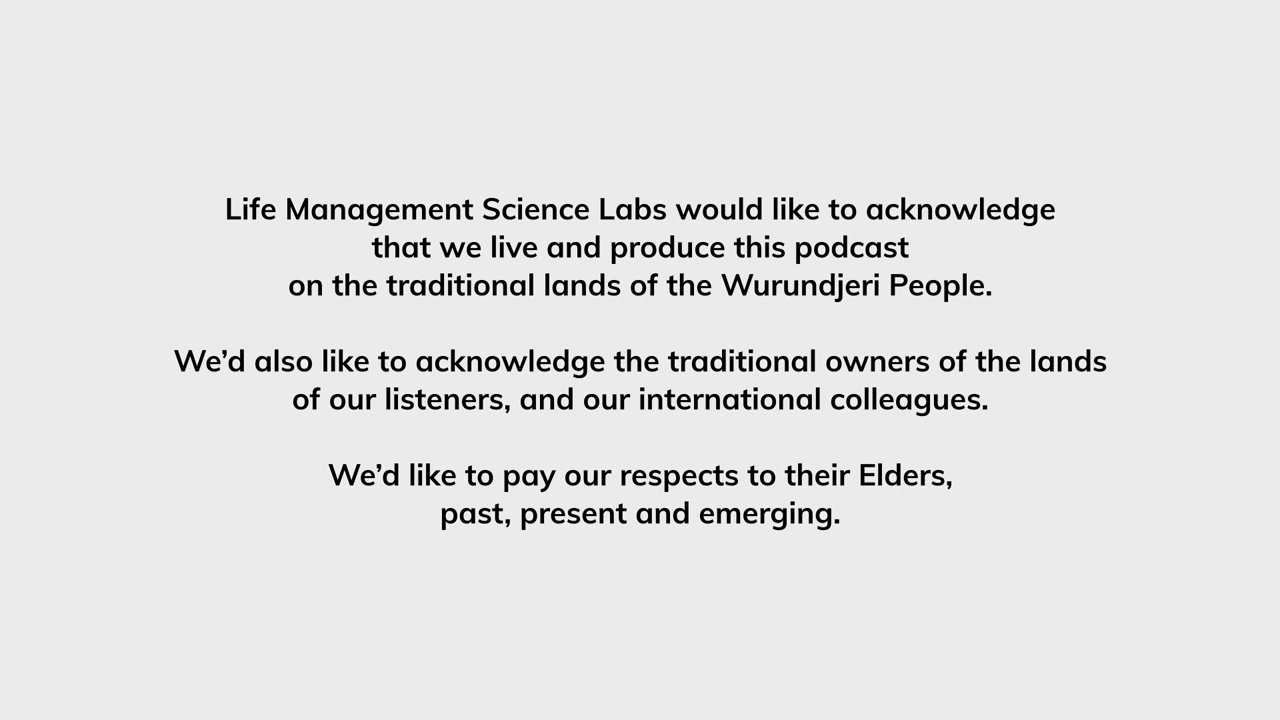 Life Management Science Labs would like to acknowledge
that we live and produce this podcast
on the traditional lands of the Wurundjeri People.
We’d also like to acknowledge the traditional owners of the lands
of our listeners, and our international colleagues.
We’d like to pay our respects to their Elders,
past, present and emerging.